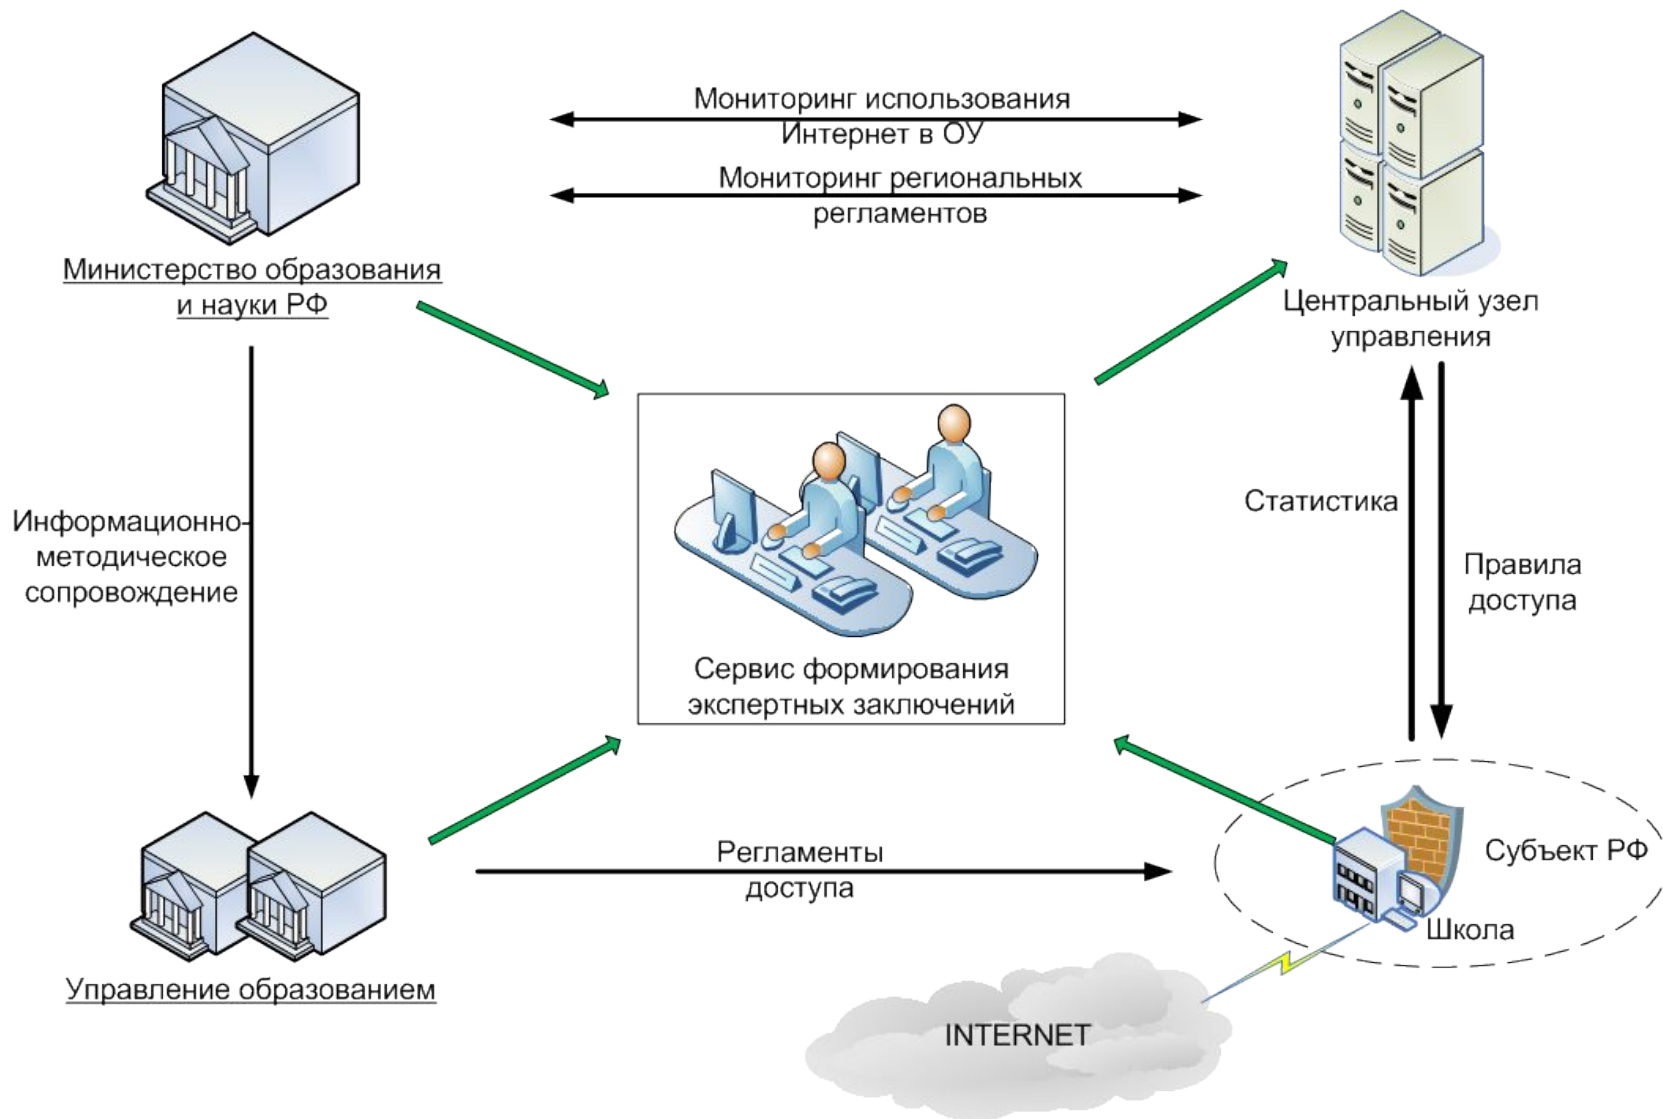 Мониторинг использования
Интернет в ОУ
Мониторинг региональных
регламентов
Министерство образования
и науки РФ
Центральный узел
управления
Информационно-
методическое
сопровождение
Статистика
Правила
доступа
Сервис формирования
экспертных заключений
Регламенты
доступа
Субъект РФ
Школа
Управление образованием
INTERNET